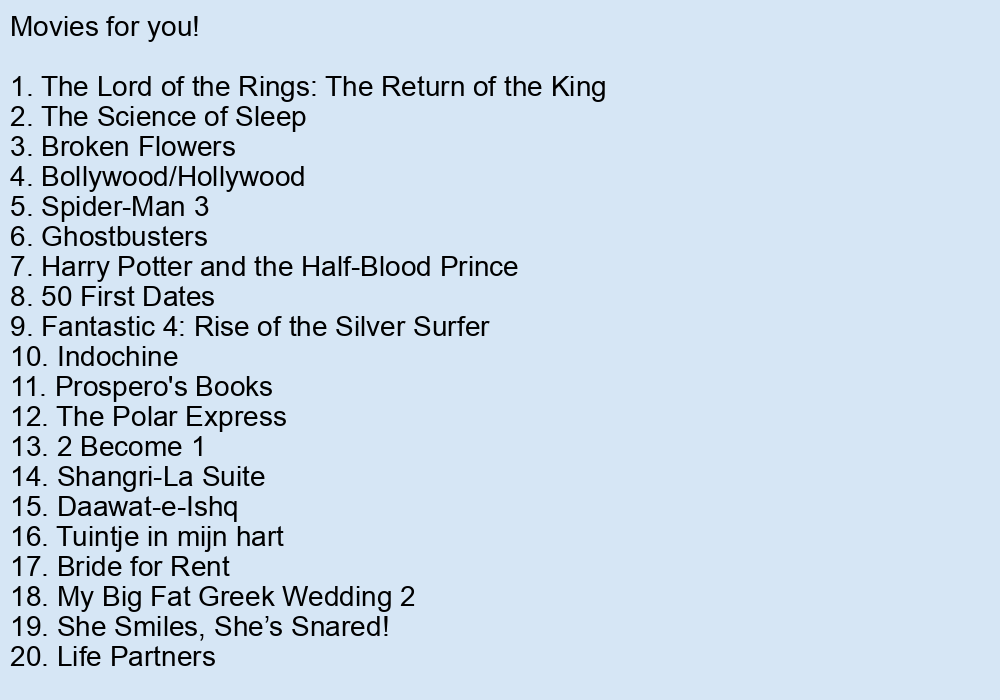 Movies for you!
1. The Lord of the Rings: The Return of the King
2. The Science of Sleep
3. Broken Flowers
4. Bollywood/Hollywood
5. Spider-Man 3
6. Ghostbusters
7. Harry Potter and the Half-Blood Prince
8. 50 First Dates
9. Fantastic 4: Rise of the Silver Surfer
10. Indochine
11. Prospero's Books
12. The Polar Express
13. 2 Become 1
14. Shangri-La Suite
15. Daawat-e-Ishq
16. Tuintje in mijn hart
17. Bride for Rent
18. My Big Fat Greek Wedding 2
19. She Smiles, She’s Snared!
20. Life Partners